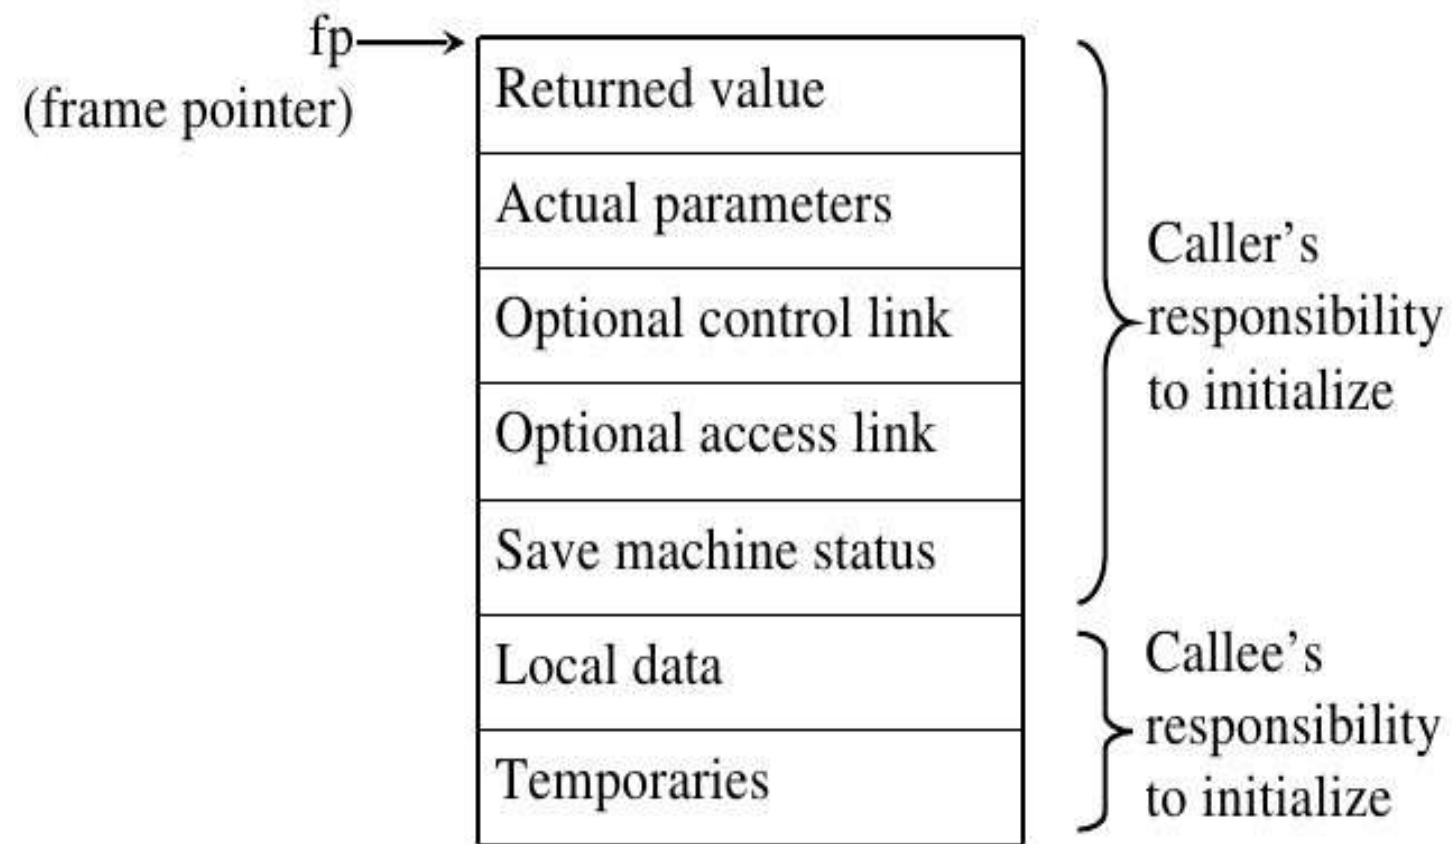 fp
(frame pointer)
Returned value
Actual parameters
Optional control link
Optional access link
Save machine status
Local data
Temporaries
Caller’s
responsibility
to initialize
Callee’s
responsibility
to initialize